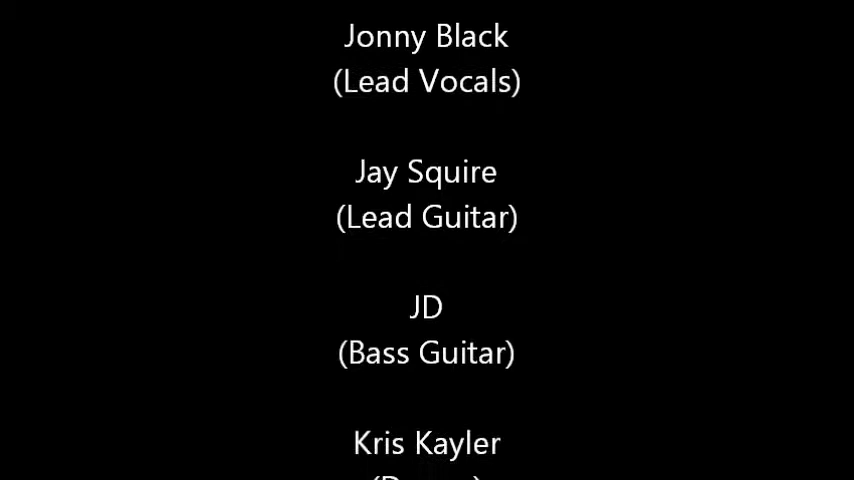 Jonny Black
(Lead Vocals)
Jay Squire
(Lead Guitar)
JD
(Bass Guitar)
Kris Kayler